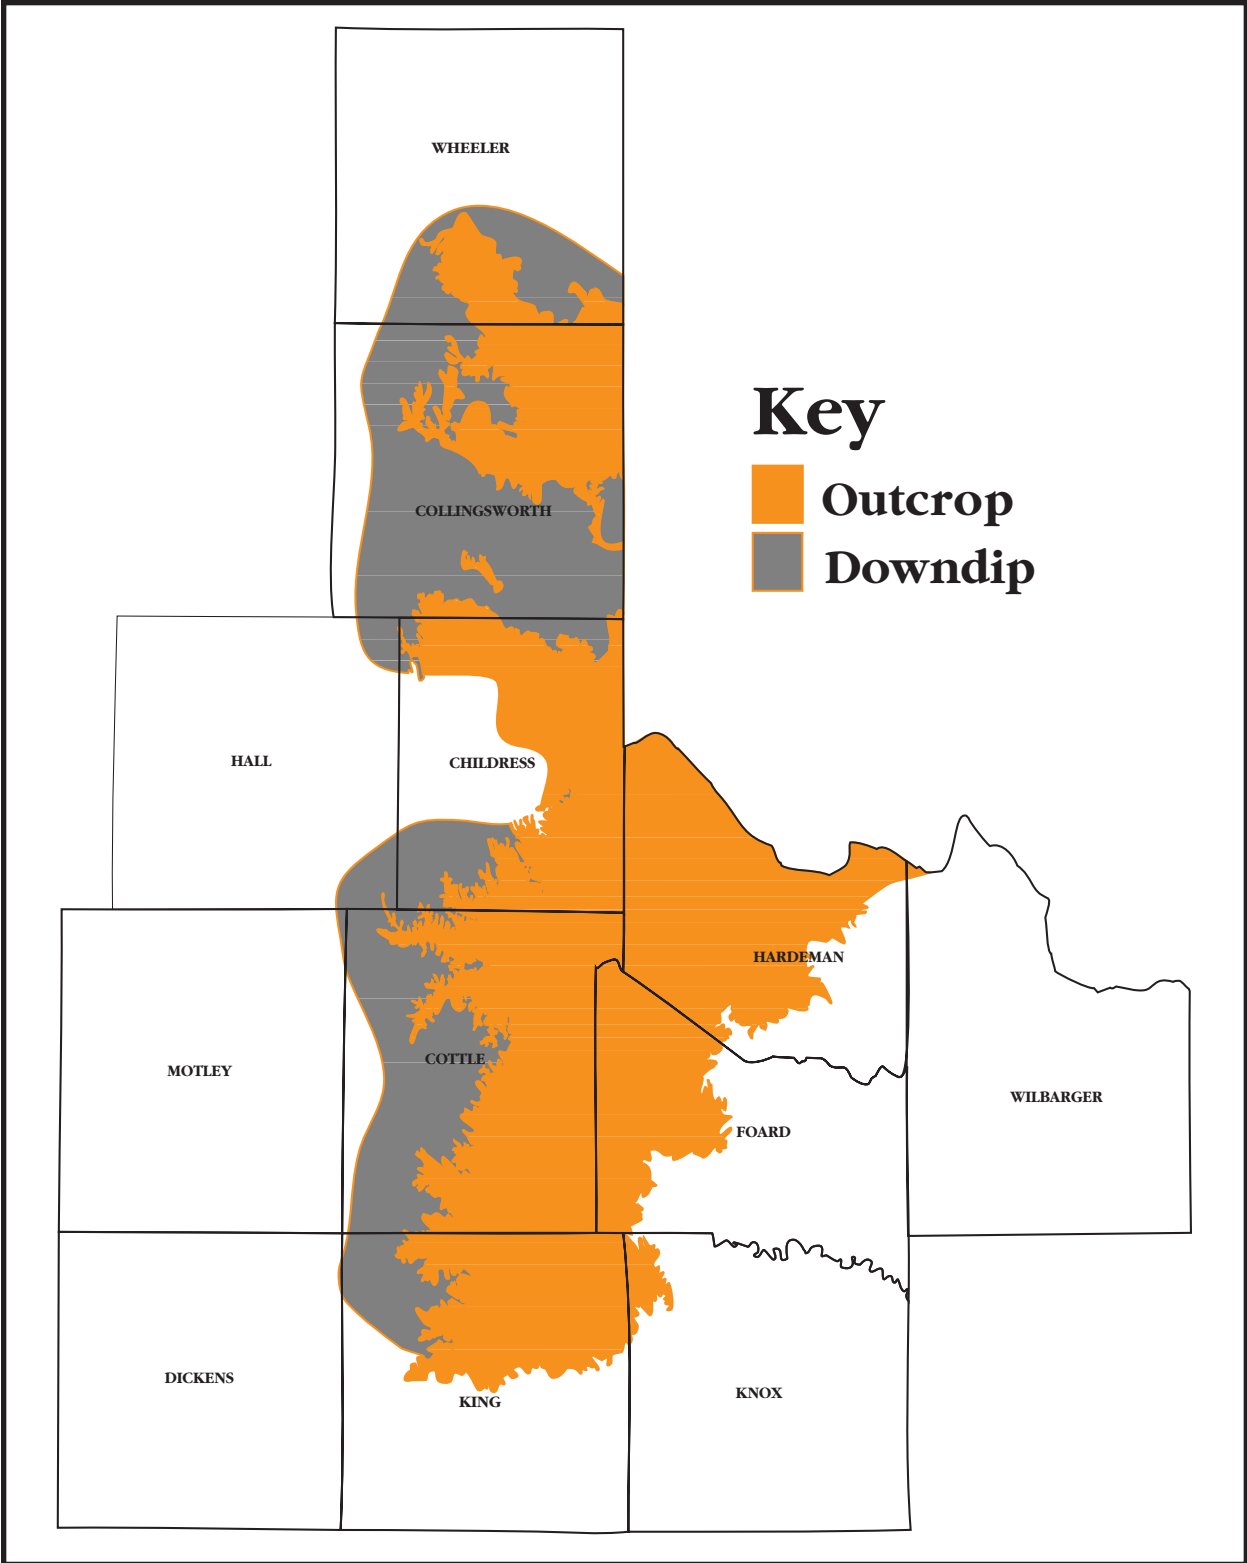 WHEELER
Key
Outcrop
COLLINGSWORTH
Downdip
HALL
CHILDRESS
HARDEMAN
COTTLE
MOTLEY
WILBARGER
FOARD
DICKENS
KNOX
KING